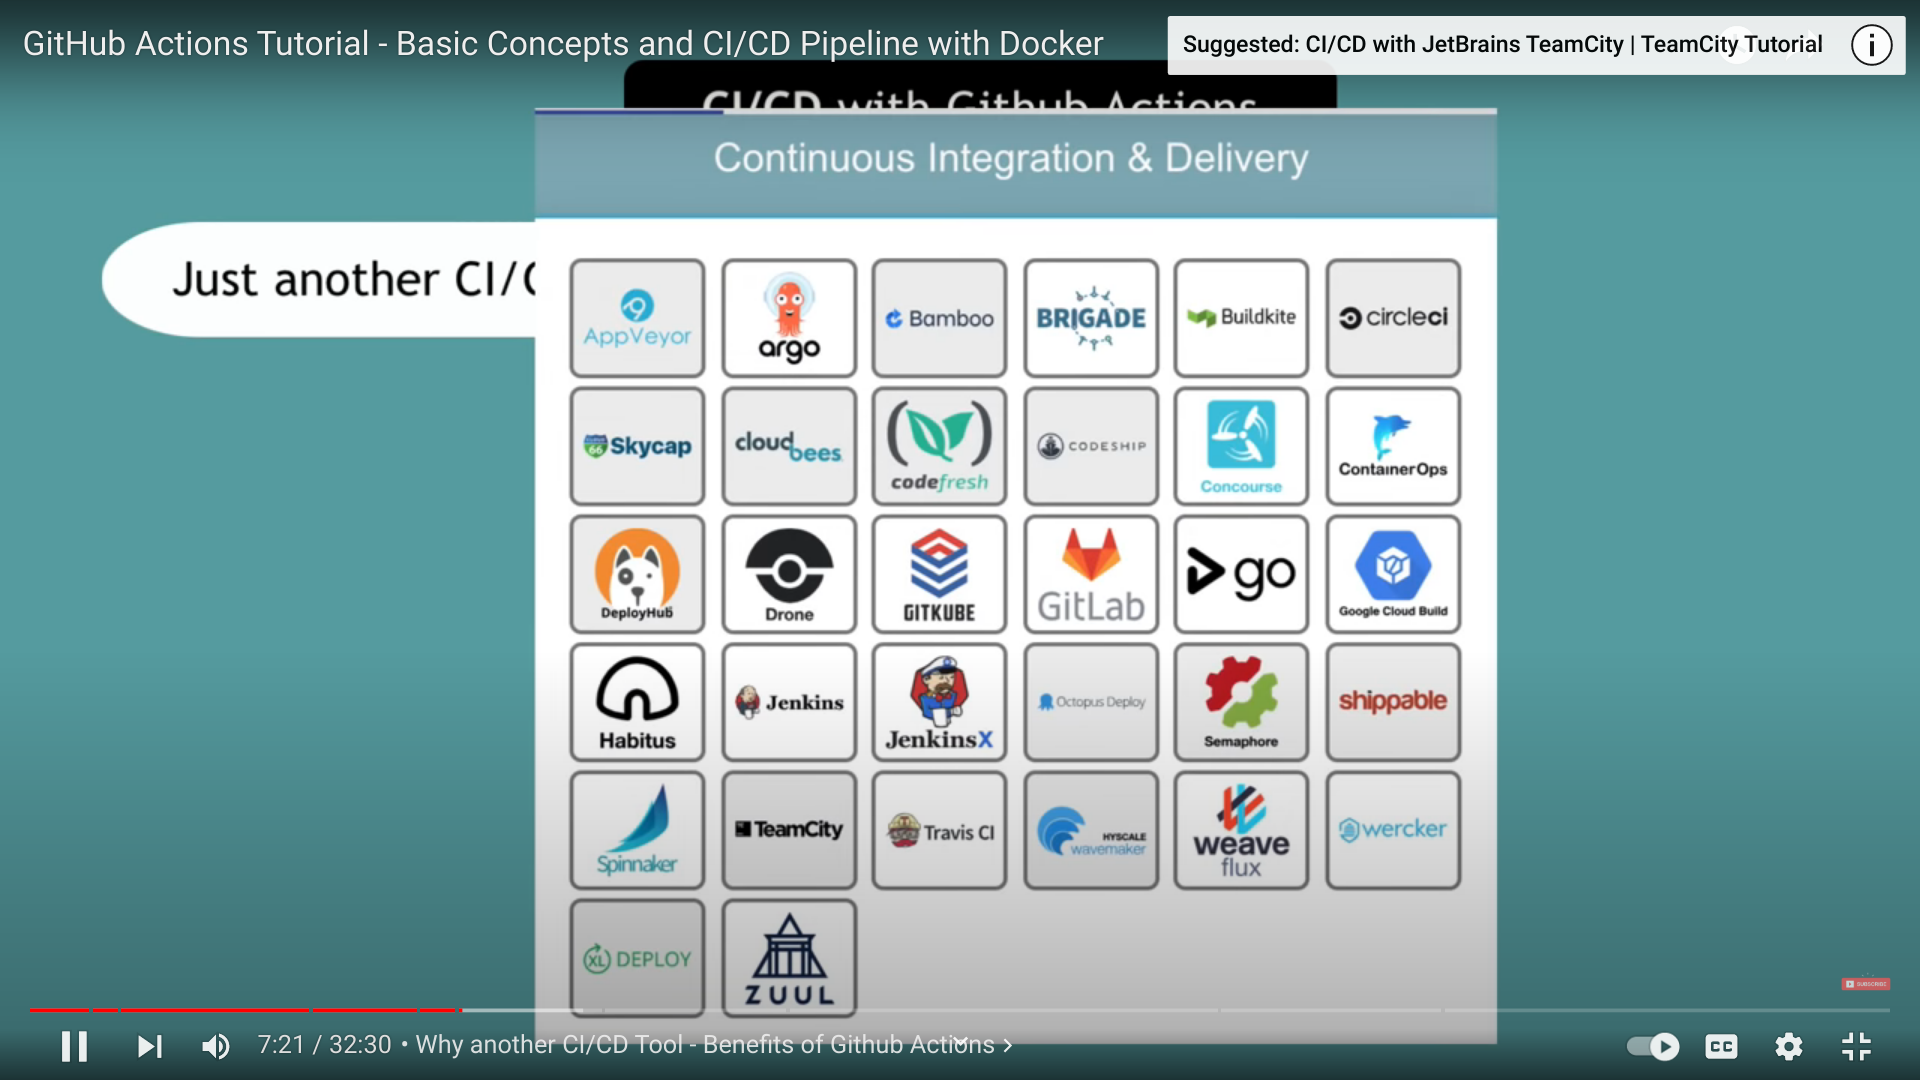 GitHub Actions Tutorial - Basic Concepts and CI/CD Pipeline with Docker
Suggested: CI/CD with JetBrains TeamCity | TeamCity Tutorial
CI/CD with Github Actions
Continuous Integration & Delivery
Just another CI/C
AppVeyor
argo
Bamboo
BRIGADE
Buildkite
circleci
66 Skycap
cloudbees
codefresh
CODESHIP
Concourse
ContainerOps
DeployHub
Drone
GITKUBE
GitLab
go
Google Cloud Build
Habitus
Jenkins
JenkinsX
Octopus Deploy
Semaphore
shippable
Spinnaker
TeamCity
Travis CI
HYSCALE
wavemaker
weave
flux
wercker
XL DEPLOY
ZUUL
SUBSCRIBE
7:21 / 32:30 • Why another CI/CD Tool - Benefits of Github Actions
CC